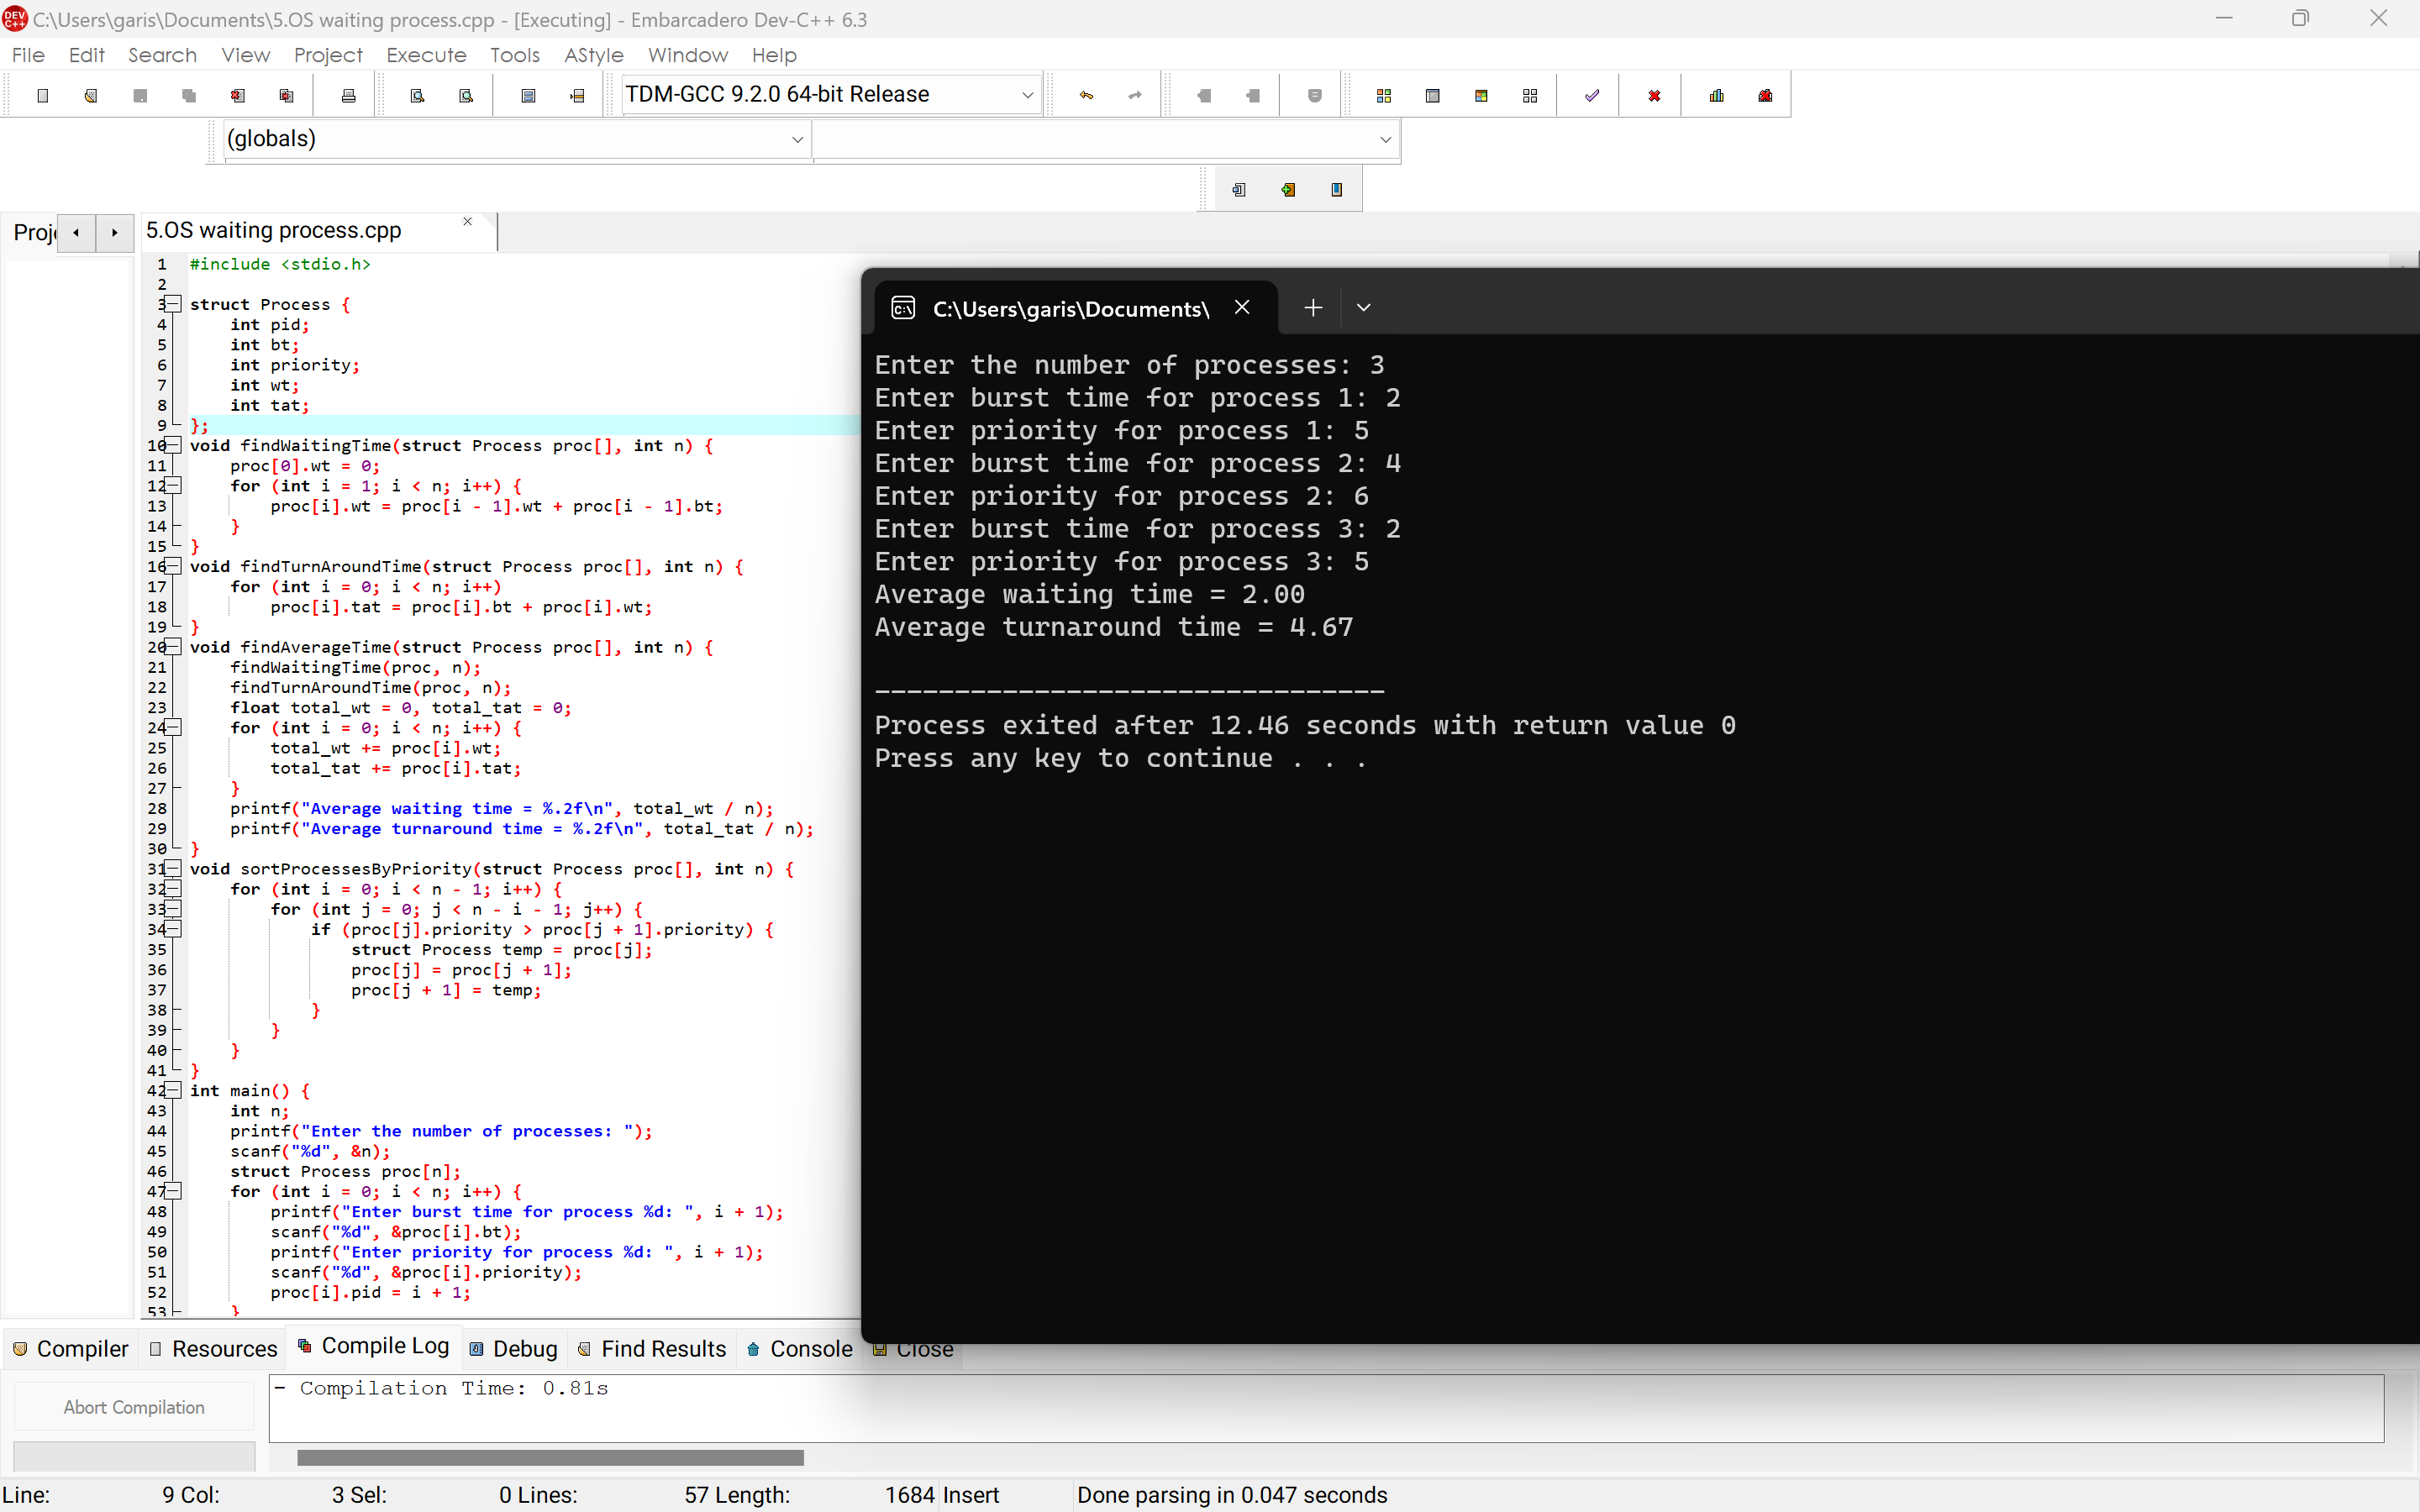 C:\Users\garis\Documents\5.OS waiting process.cpp - [Executing] - Embarcadero Dev-C++ 6.3
File Edit Search View Project Execute Tools AStyle Window Help
TDM-GCC 9.2.0 64-bit Release
(globals)
Proj
5.OS waiting process.cpp
1 #include <stdio.h>
2
3 struct Process {
4 int pid;
5 int bt;
6 int priority;
7 int wt;
8 int tat;
9 };
10 void findWaitingTime(struct Process proc[], int n) {
11 proc[0].wt = 0;
12 for (int i = 1; i < n; i++) {
13 proc[i].wt = proc[i - 1].wt + proc[i - 1].bt;
14 }
15 }
16 void findTurnAroundTime(struct Process proc[], int n) {
17 for (int i = 0; i < n; i++)
18 proc[i].tat = proc[i].bt + proc[i].wt;
19 }
20 void findAverageTime(struct Process proc[], int n) {
21 findWaitingTime(proc, n);
22 findTurnAroundTime(proc, n);
23 float total_wt = 0, total_tat = 0;
24 for (int i = 0; i < n; i++) {
25 total_wt += proc[i].wt;
26 total_tat += proc[i].tat;
27 }
28 printf("Average waiting time = %.2f\n", total_wt / n);
29 printf("Average turnaround time = %.2f\n", total_tat / n);
30 }
31 void sortProcessesByPriority(struct Process proc[], int n) {
32 for (int i = 0; i < n - 1; i++) {
33 for (int j = 0; j < n - i - 1; j++) {
34 if (proc[j].priority > proc[j + 1].priority) {
35 struct Process temp = proc[j];
36 proc[j] = proc[j + 1];
37 proc[j + 1] = temp;
38 }
39 }
40 }
41 }
42 int main() {
43 int n;
44 printf("Enter the number of processes: ");
45 scanf("%d", &n);
46 struct Process proc[n];
47 for (int i = 0; i < n; i++) {
48 printf("Enter burst time for process %d: ", i + 1);
49 scanf("%d", &proc[i].bt);
50 printf("Enter priority for process %d: ", i + 1);
51 scanf("%d", &proc[i].priority);
52 proc[i].pid = i + 1;
53 }
C:\Users\garis\Documents\
Enter the number of processes: 3
Enter burst time for process 1: 2
Enter priority for process 1: 5
Enter burst time for process 2: 4
Enter priority for process 2: 6
Enter burst time for process 3: 2
Enter priority for process 3: 5
Average waiting time = 2.00
Average turnaround time = 4.67
--------------------------------
Process exited after 12.46 seconds with return value 0
Press any key to continue . . .
Compiler Resources Compile Log Debug Find Results Console Close
Abort Compilation
- Compilation Time: 0.81s
Line: 9 Col: 3 Sel: 0 Lines: 57 Length: 1684 Insert Done parsing in 0.047 seconds